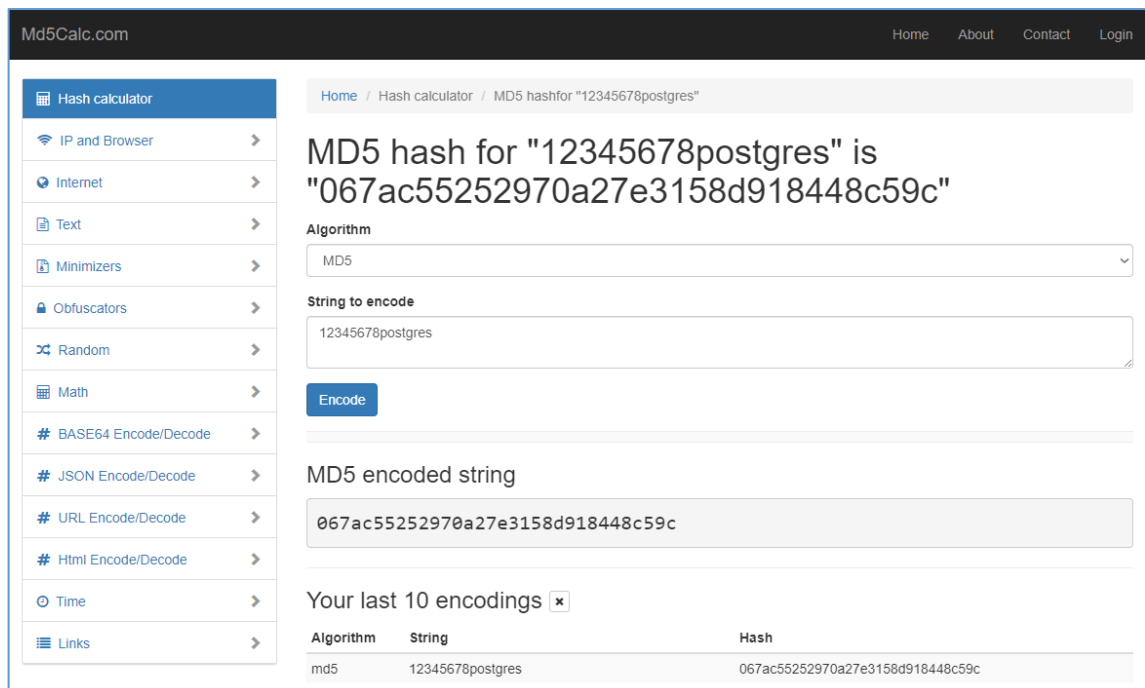 Md5Calc.com
Home About Contact Login
Hash calculator
IP and Browser
Internet
Text
Minimizers
Obfuscators
Random
Math
# BASE64 Encode/Decode
# JSON Encode/Decode
# URL Encode/Decode
# Html Encode/Decode
Time
Links
Home / Hash calculator / MD5 hashfor "12345678postgres"
MD5 hash for "12345678postgres" is
"067ac55252970a27e3158d918448c59c"
Algorithm
MD5
String to encode
12345678postgres
Encode
MD5 encoded string
067ac55252970a27e3158d918448c59c
Your last 10 encodings
Algorithm String Hash
md5 12345678postgres 067ac55252970a27e3158d918448c59c